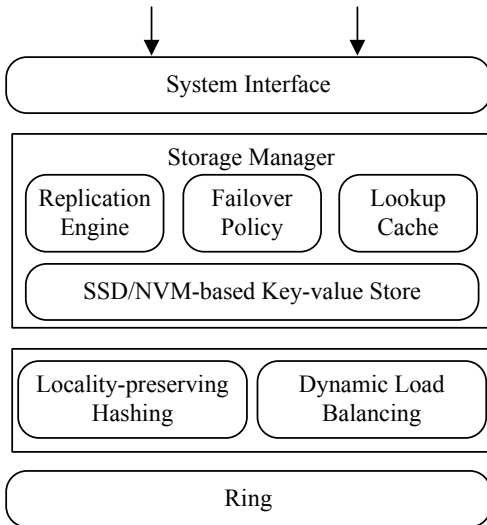 System Interface
Storage Manager
Replication Engine
Failover Policy
Lookup Cache
SSD/NVM-based Key-value Store
Locality-preserving Hashing
Dynamic Load Balancing
Ring